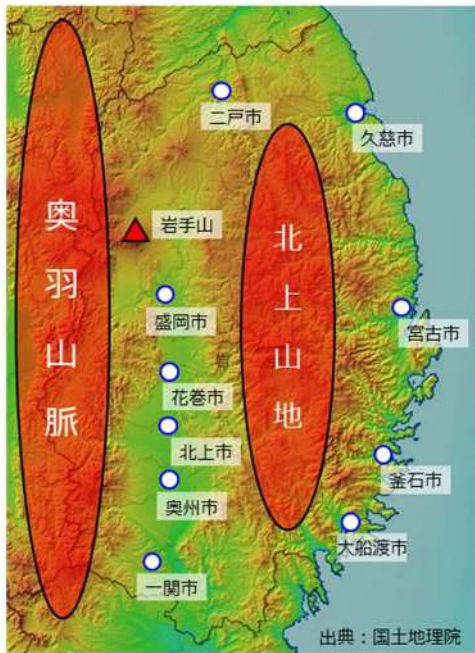 二戸市
久慈市
奥羽山脈
岩手山
北上山地
盛岡市
宮古市
花巻市
北上市
釜石市
奥州市
大船渡市
一関市
出典：国土地理院